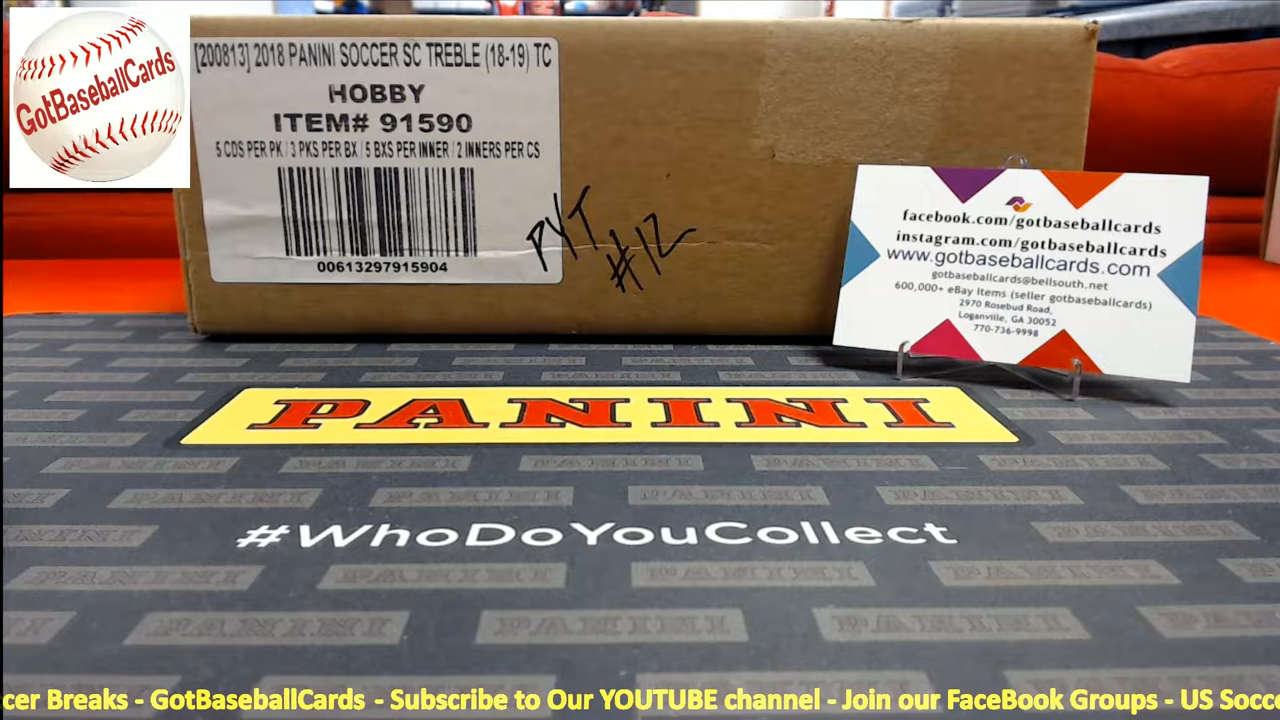 GotBaseballCards
[200813] 2018 PANINI SOCCER SC TREBLE (18-19) TC
HOBBY
ITEM# 91590
5 CDS PER PK / 3 PKS PER BX / 5 BXS PER INNER / 2 INNERS PER CS
00613297915904
PYT
#12
facebook.com/gotbaseballcards
instagram.com/gotbaseballcards
www.gotbaseballcards.com
gotbaseballcards@bellsouth.net
600,000+ eBay Items (seller gotbaseballcards)
2970 Rosebud Road,
Loganville, GA 30052
770-736-9998
PANINI
#WhoDoYouCollect
cer Breaks - GotBaseballCards - Subscribe to Our YOUTUBE channel - Join our FaceBook Groups - US Socce